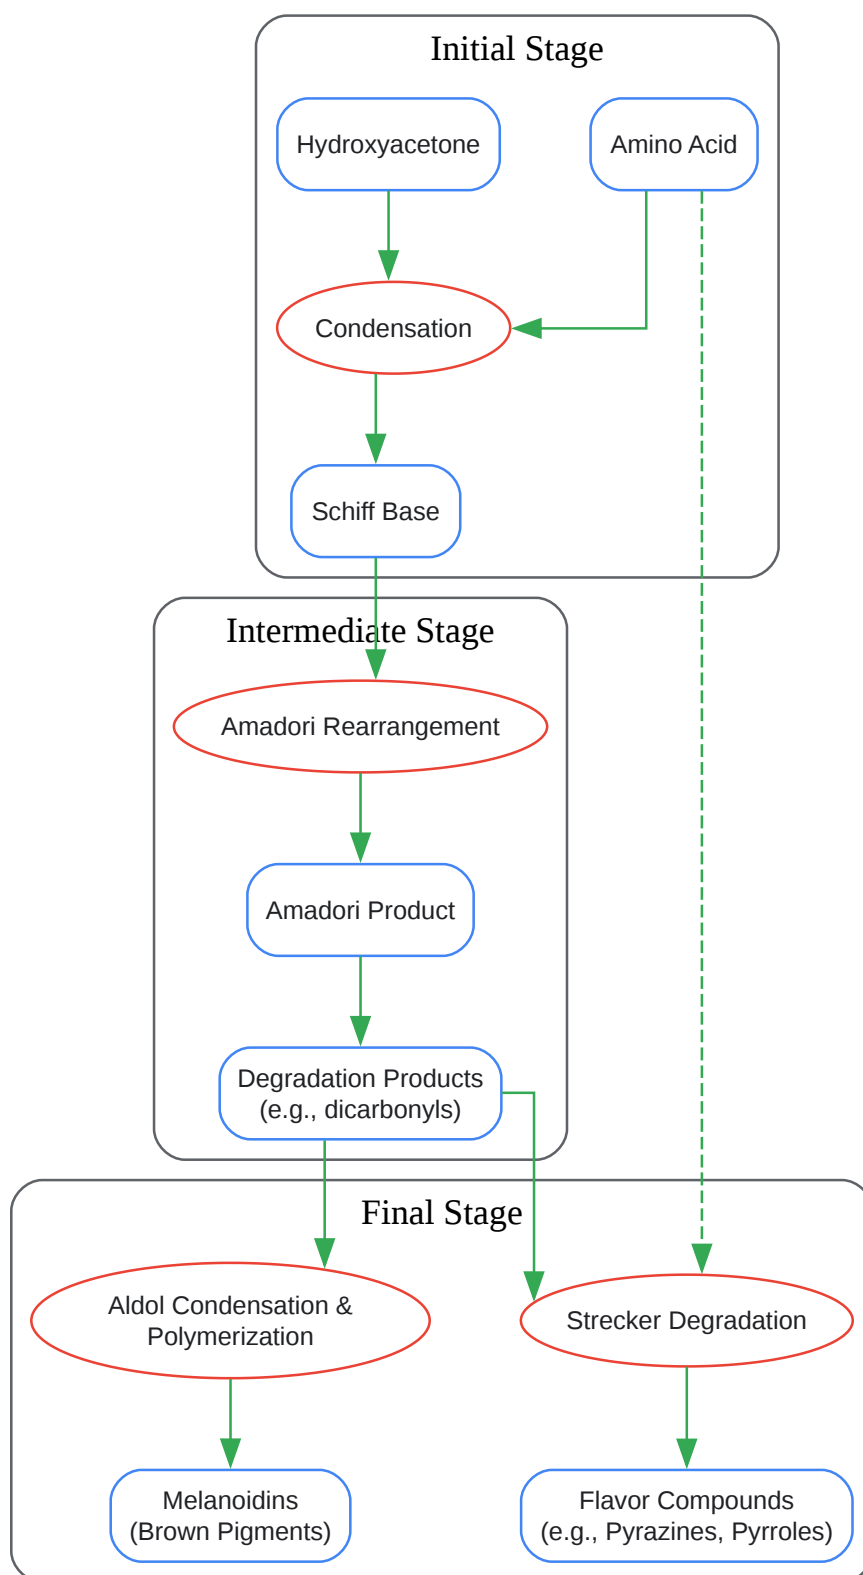 Initial Stage
Hydroxyacetone
Amino Acid
Condensation
Schiff Base
Intermediate Stage
Amadori Rearrangement
Amadori Product
Degradation Products
(e.g., dicarbonyls)
Final Stage
Aldol Condensation &
Polymerization
Strecker Degradation
Melanoidins
(Brown Pigments)
Flavor Compounds
(e.g., Pyrazines, Pyrroles)